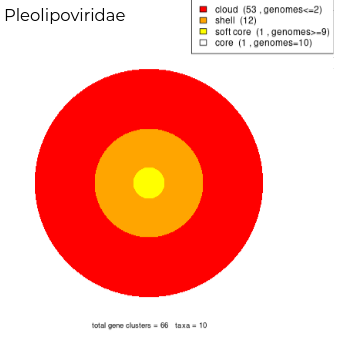 Pleolipoviridae
cloud (53 , genomes<=2)
shell (12)
soft core (1 , genomes>=9)
core (1 , genomes=10)
total gene clusters = 66 taxa = 10